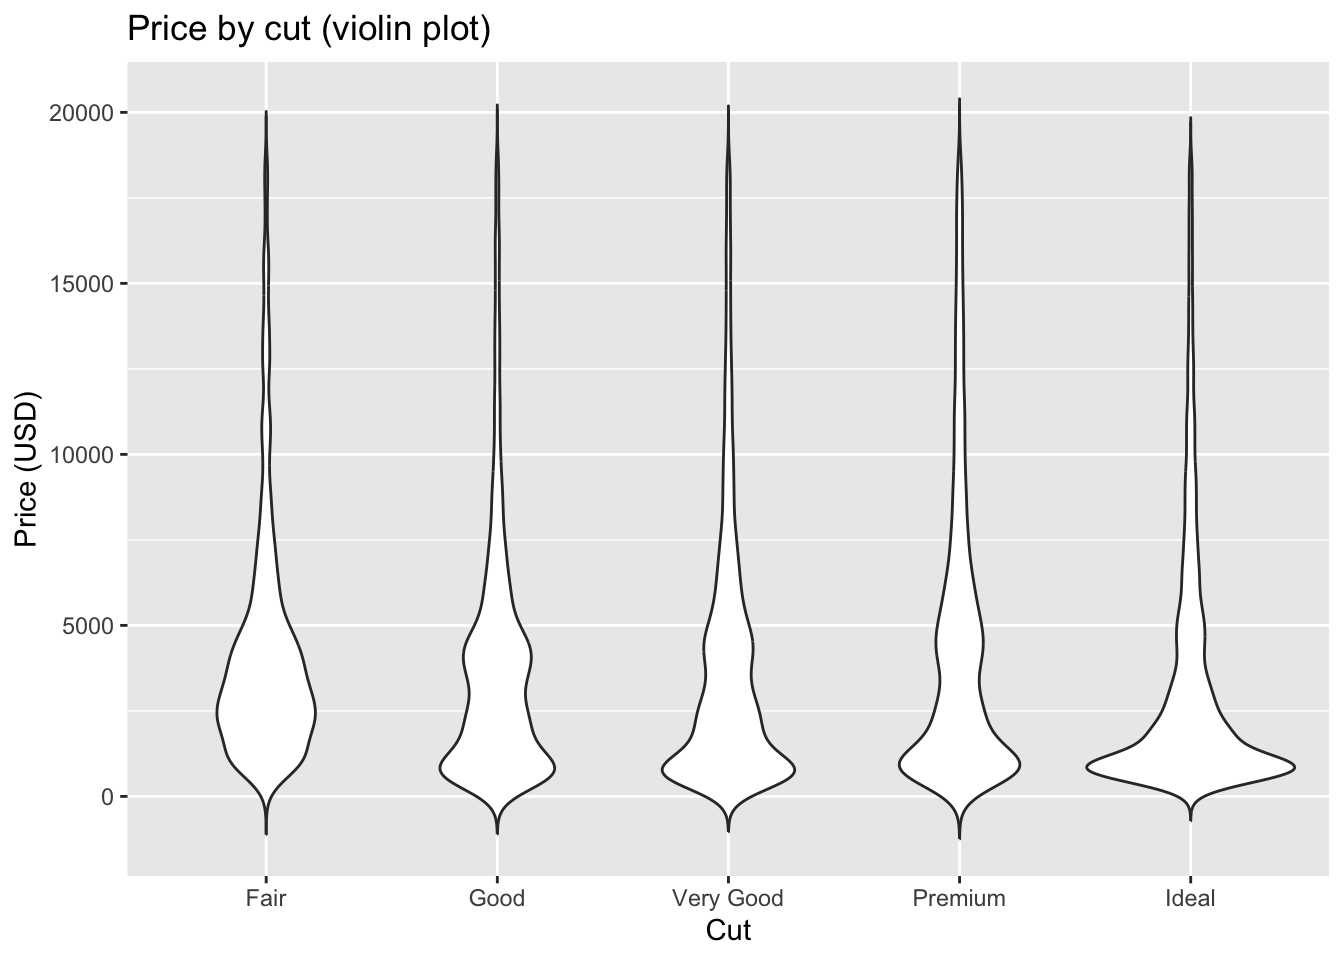 Price by cut (violin plot)
20000
15000
10000
5000
0
Price (USD)
Fair
Good
Very Good
Premium
Ideal
Cut